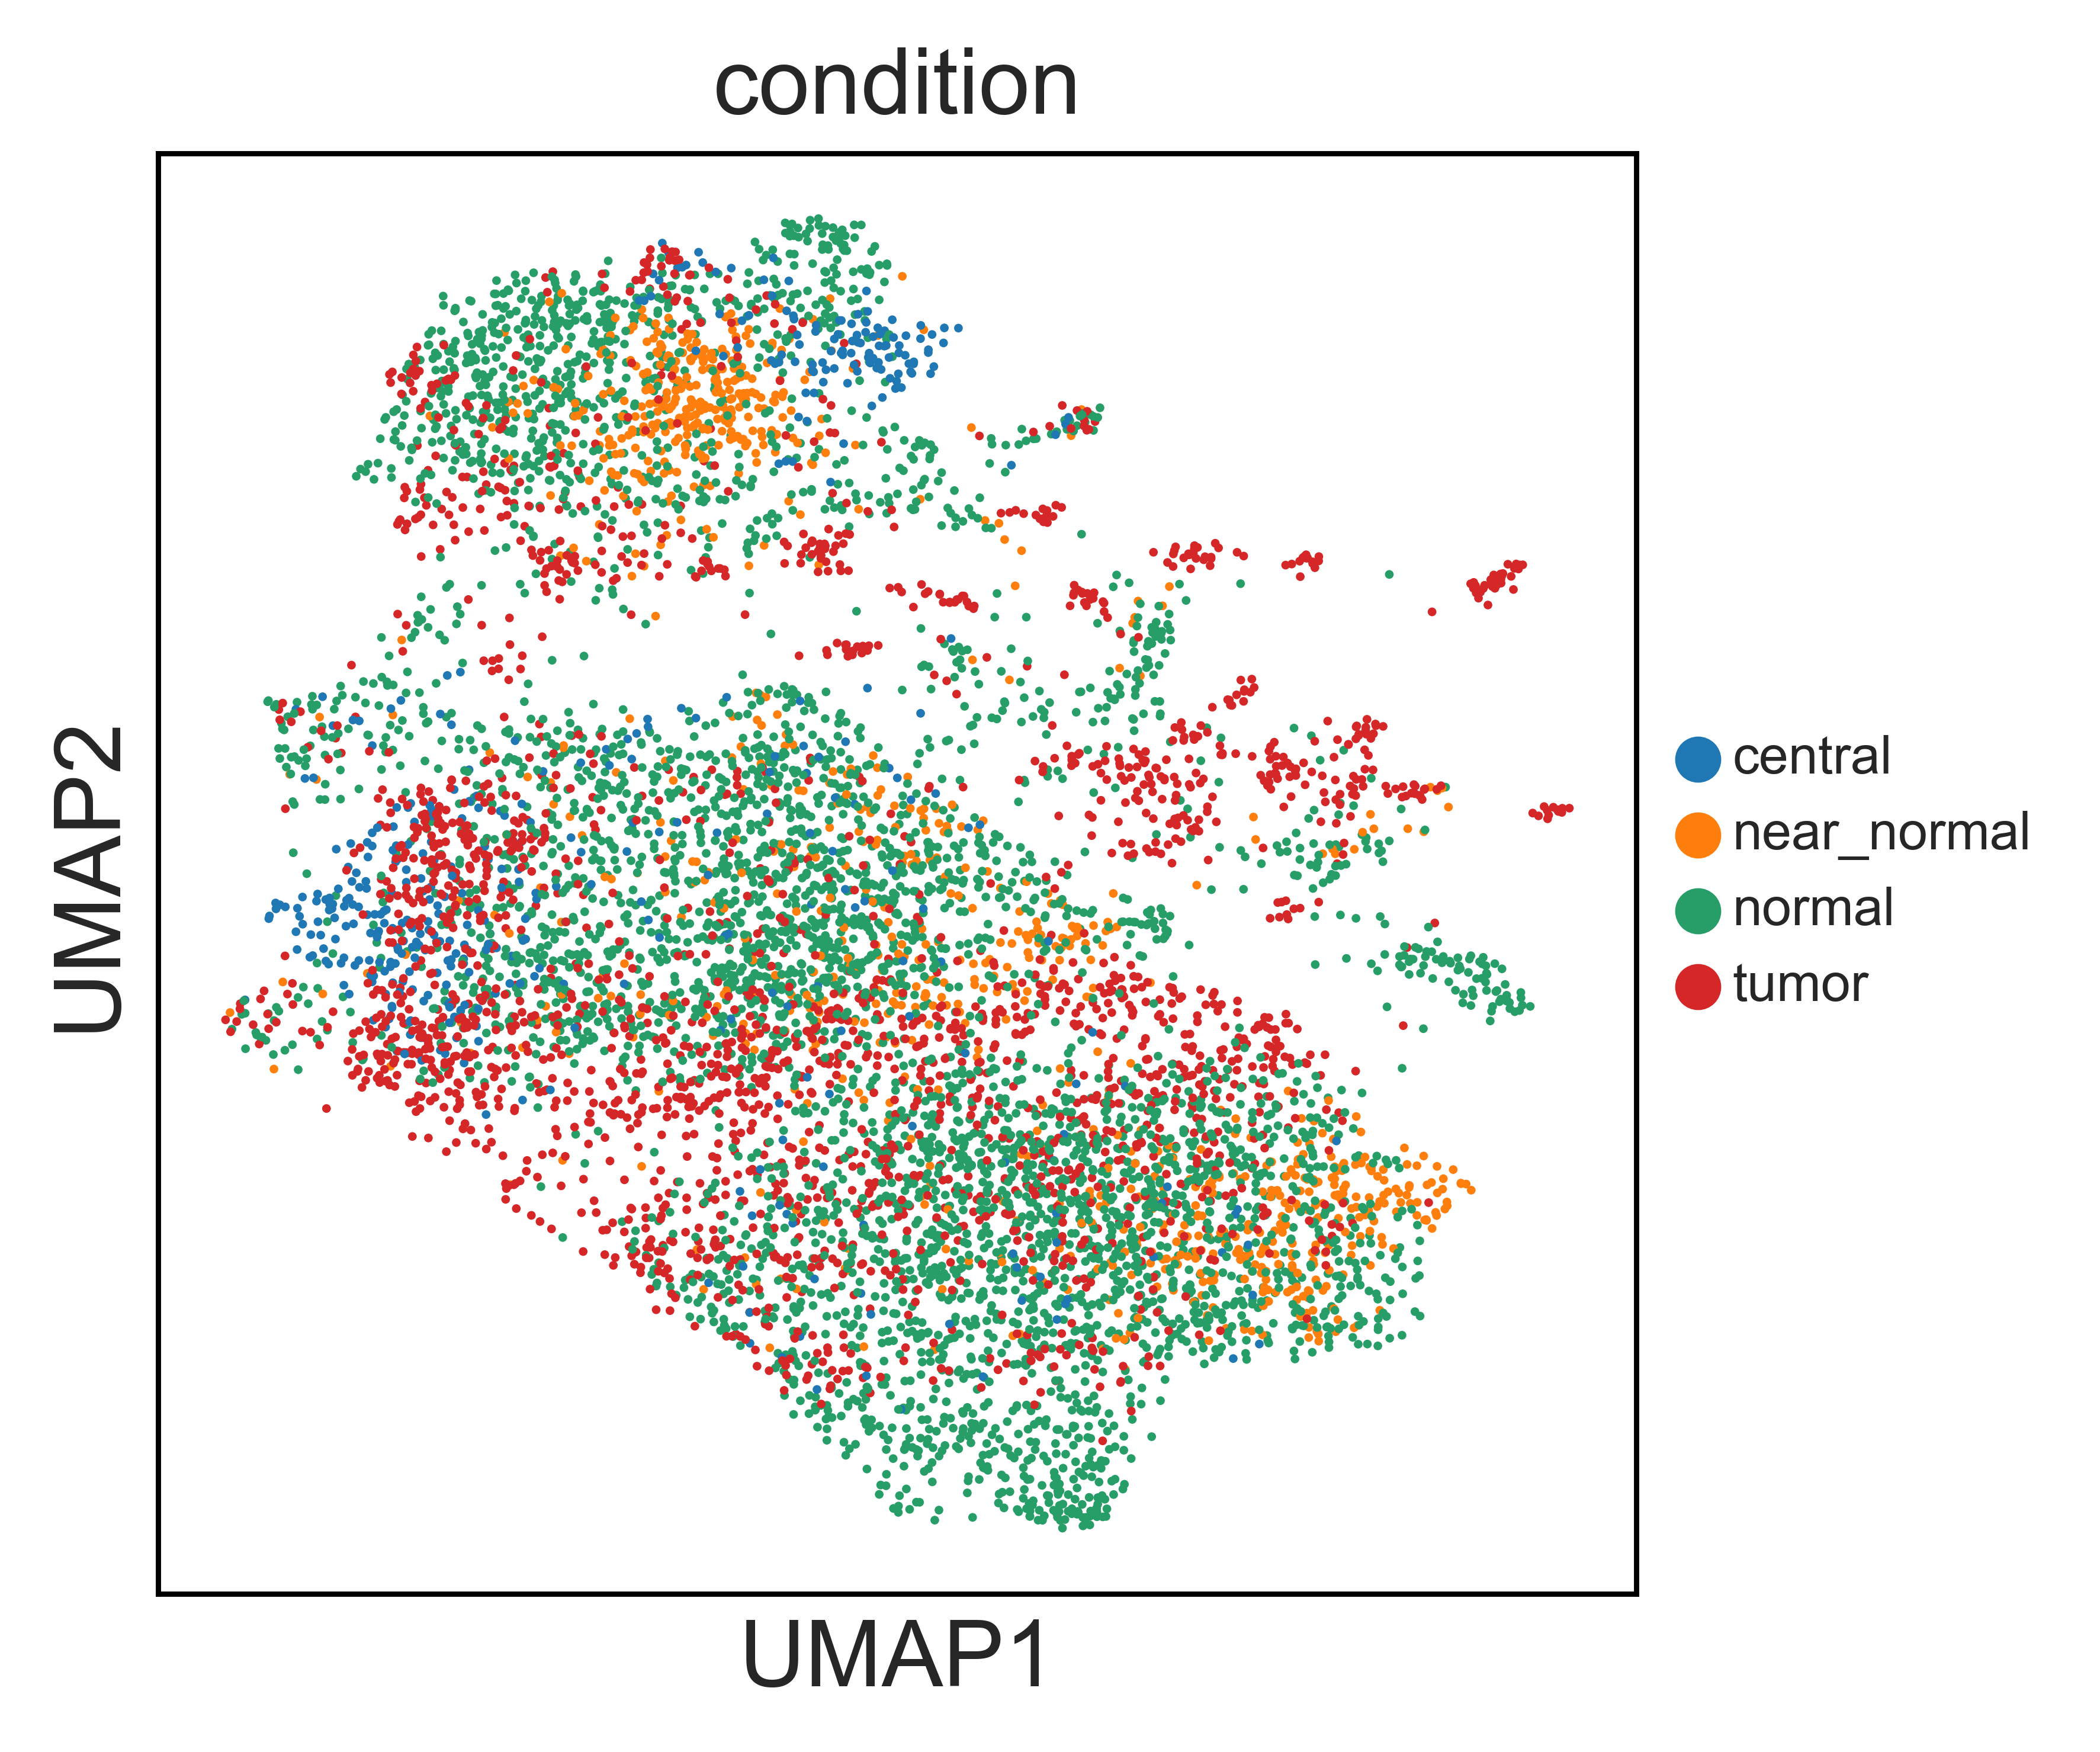 condition
UMAP2
central
near_normal
normal
tumor
UMAP1